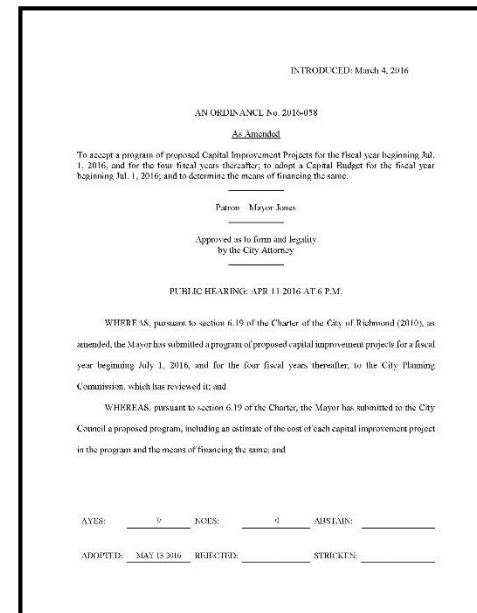 INTRODUCED: March 4, 2016
AN ORDINANCE No. 2016-058
As Amended
To accept a program of proposed Capital Improvement Projects for the fiscal year beginning Jul.
1, 2016, and for the four fiscal years thereafter; to adopt a Capital Budget for the fiscal year
beginning Jul. 1, 2016; and to determine the means of financing the same.
Patron Mayor Jones
Approved as to form and legality
by the City Attorney
PUBLIC HEARING: APR 11 2016 AT 6 P.M.
WHEREAS, pursuant to section 6.19 of the Charter of the City of Richmond (2010), as
amended, the Mayor has submitted a program of proposed capital improvement projects for a fiscal
year beginning July 1, 2016, and for the four fiscal years thereafter, to the City Planning
Commission, which has reviewed it; and
WHEREAS, pursuant to section 6.19 of the Charter, the Mayor has submitted to the City
Council a proposed program, including an estimate of the cost of each capital improvement project
in the program and the means of financing the same; and
AYES: 9 NOES: 0 ABSTAIN:
ADOPTED: MAY 13 2016 REJECTED: STRICKEN: